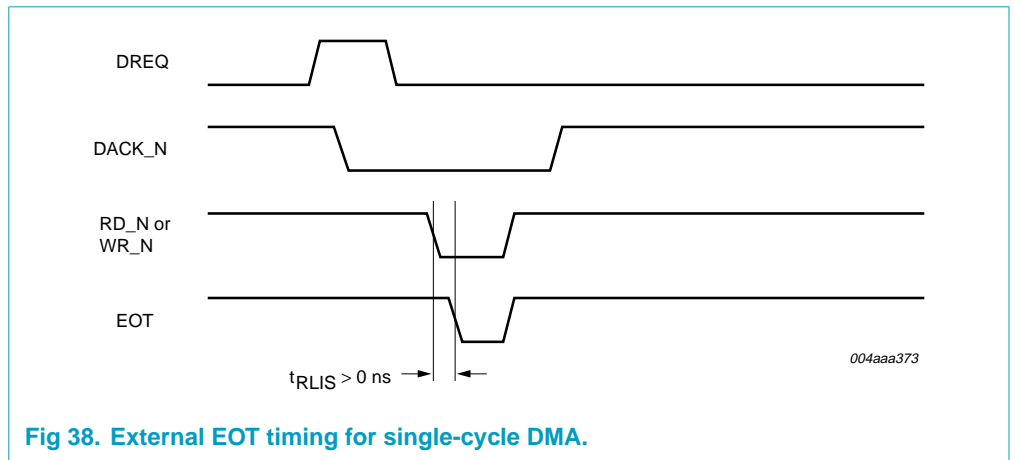 DREQ
DACK_N
RD_N or
WR_N
EOT
004aaa373
tRLIS > 0 ns
Fig 38. External EOT timing for single-cycle DMA.